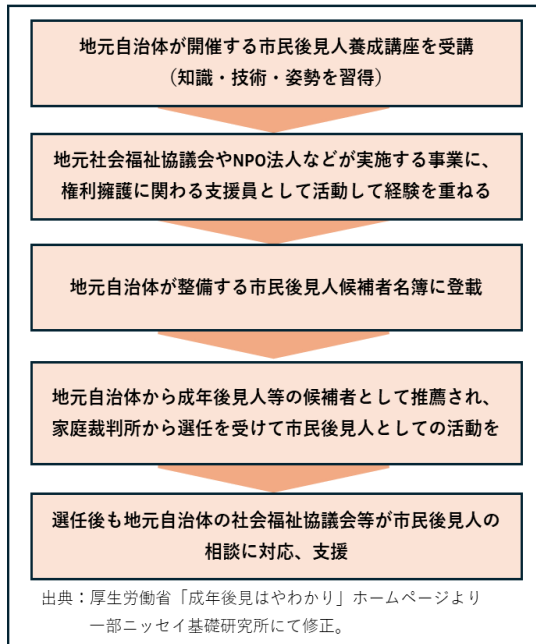 地元自治体が開催する市民後見人養成講座を受講
（知識・技術・姿勢を習得）
地元社会福祉協議会やNPO法人などが実施する事業に、
権利擁護に関わる支援員として活動して経験を重ねる
地元自治体が整備する市民後見人候補者名簿に登載
地元自治体から成年後見人等の候補者として推薦され、
家庭裁判所から選任を受けて市民後見人としての活動を
選任後も地元自治体の社会福祉協議会等が市民後見人の
相談に対応、支援
出典：厚生労働省「成年後見はやわかり」ホームページより
一部ニッセイ基礎研究所にて修正。